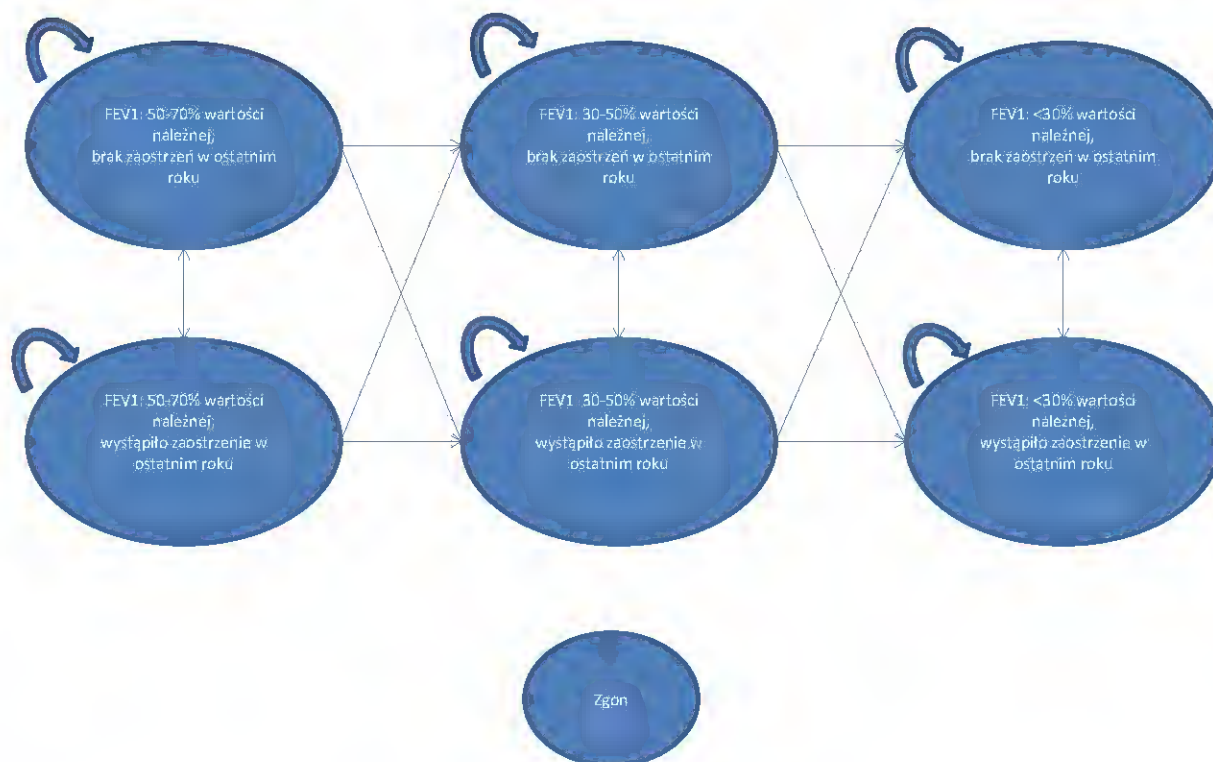 FEV1: 50-70% wartości
należnej,
brak zaostrzeń w ostatnim
roku
FEV1: 30-50% wartości
należnej,
brak zaostrzeń w ostatnim
roku
FEV1: <30% wartości
należnej,
brak zaostrzeń w ostatnim
roku
FEV1: 50-70% wartości
należnej,
wystąpiło zaostrzenie w
ostatnim roku
FEV1: 30-50% wartości
należnej,
wystąpiło zaostrzenie w
ostatnim roku
FEV1: <30% wartości
należnej,
wystąpiło zaostrzenie w
ostatnim roku
Zgon